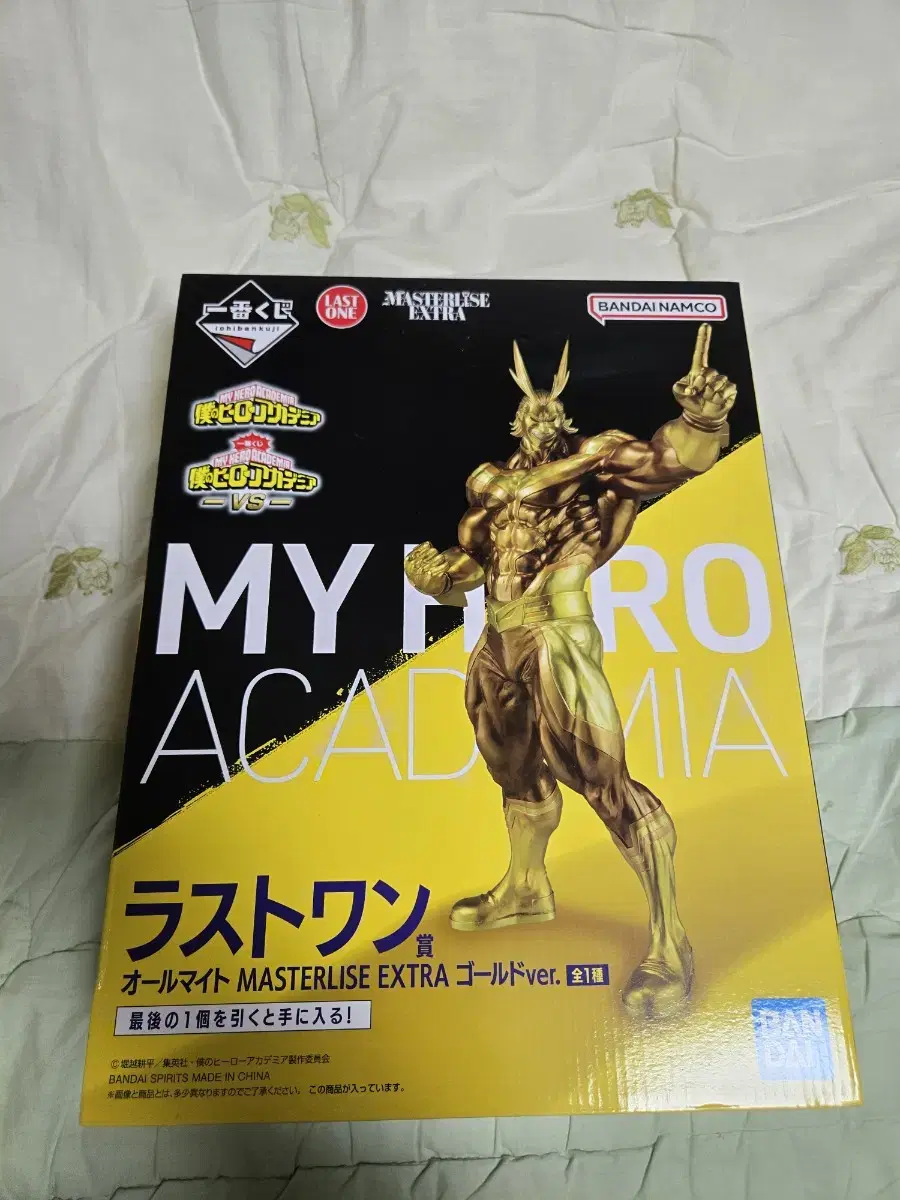 一番くじ
ichibankuji
LAST
ONE
MASTERLISE
EXTRA
BANDAI NAMCO
MY HERO ACADEMIA
僕のヒーローアカデミア
一番くじ
MY HERO ACADEMIA
僕のヒーローアカデミア
VS
MY HERO
ACADEMIA
ラストワン賞
オールマイト MASTERLISE EXTRA ゴールドver. 全1種
最後の1個を引くと手に入る!
©堀越耕平/集英社・僕のヒーローアカデミア製作委員会
BANDAI SPIRITS MADE IN CHINA
※画像と商品とは、多少異なりますのでご了承ください。 この商品が入っています。
BAN
DAI